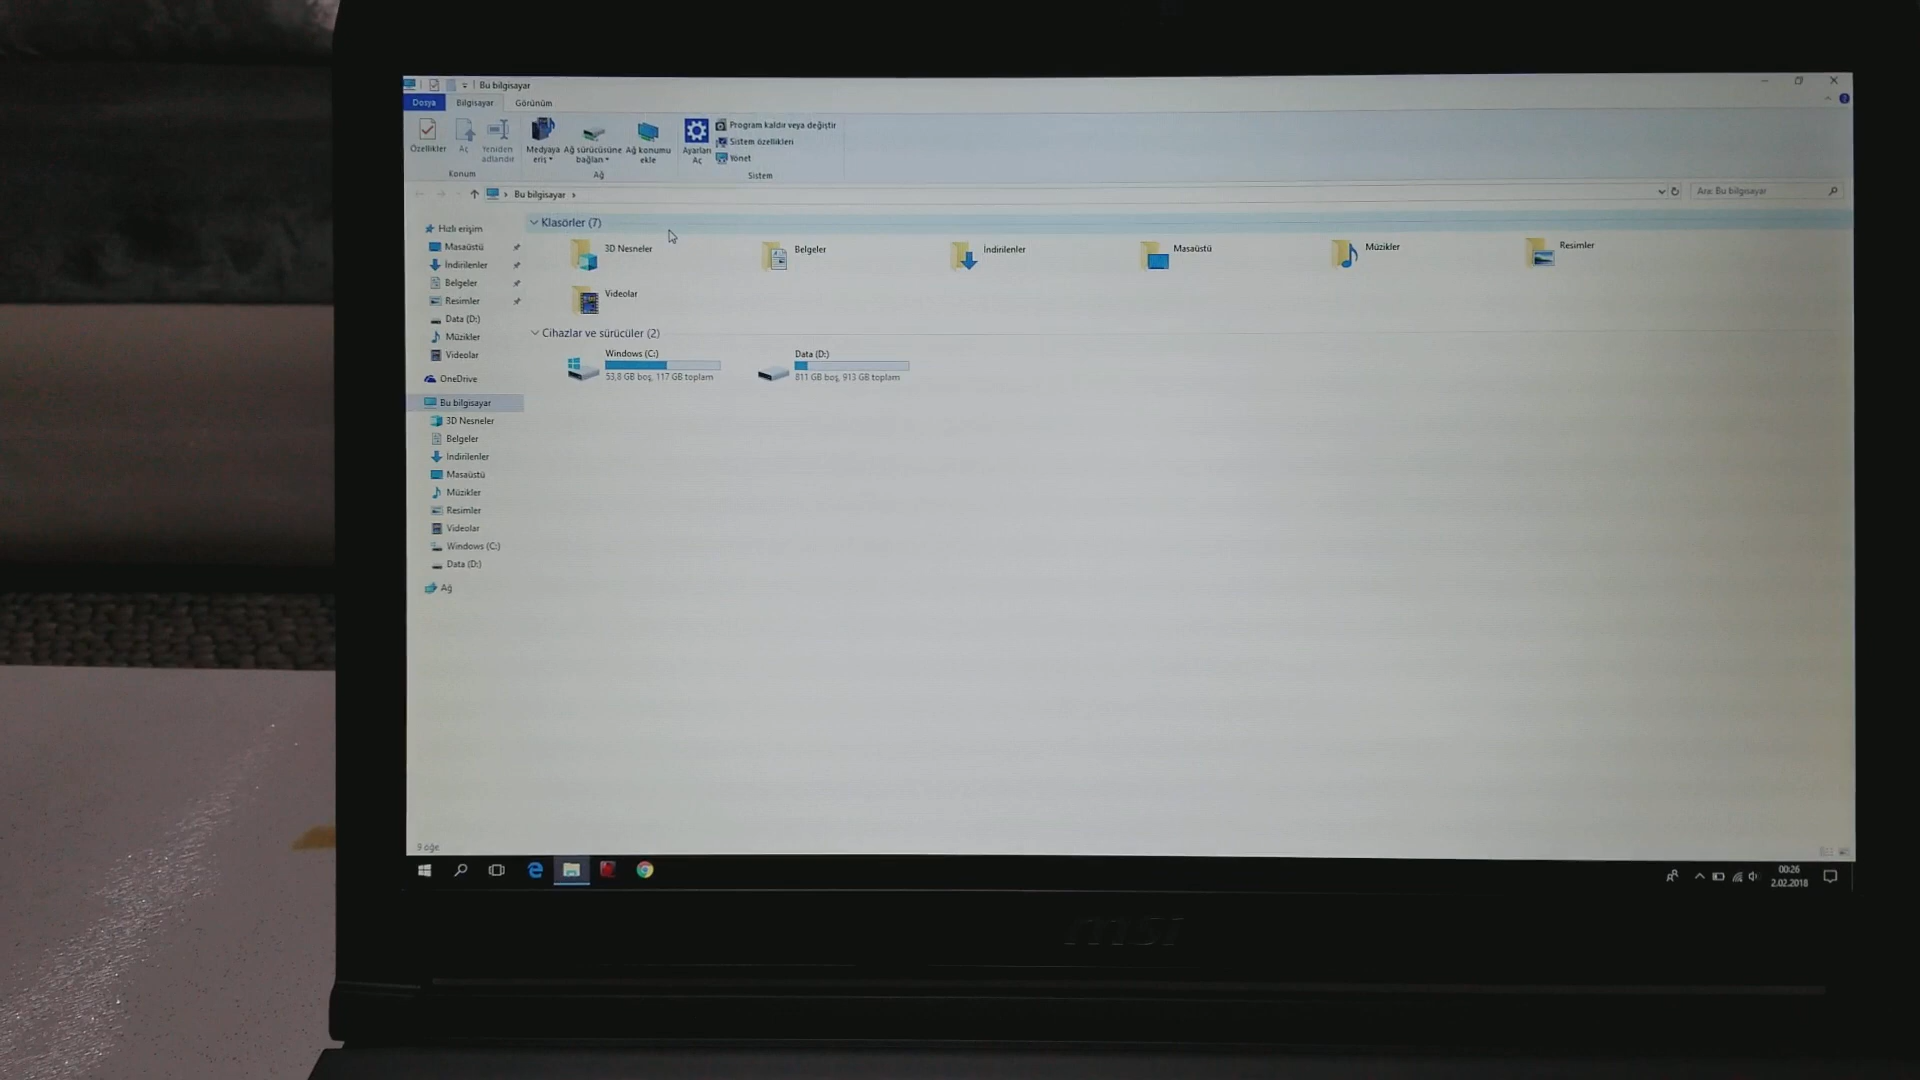 Bu bilgisayar
Dosya Bilgisayar Görünüm
Özellikler Aç Yeniden adlandır
Medyaya eriş Ağ sürücüsüne bağlan Ağ konumu ekle
Ayarları Aç
Program kaldır veya değiştir
Sistem özellikleri
Yönet
Konum Ağ Sistem
Bu bilgisayar
Ara: Bu bilgisayar
Hızlı erişim
Masaüstü
İndirilenler
Belgeler
Resimler
Data (D:)
Müzikler
Videolar
OneDrive
Bu bilgisayar
3D Nesneler
Belgeler
İndirilenler
Masaüstü
Müzikler
Resimler
Videolar
Windows (C:)
Data (D:)
Ağ
Klasörler (7)
3D Nesneler Belgeler İndirilenler Masaüstü Müzikler Resimler
Videolar
Cihazlar ve sürücüler (2)
Windows (C:) Data (D:)
53,8 GB boş, 117 GB toplam 811 GB boş, 913 GB toplam
9 öğe
00:26
2.02.2018
msi